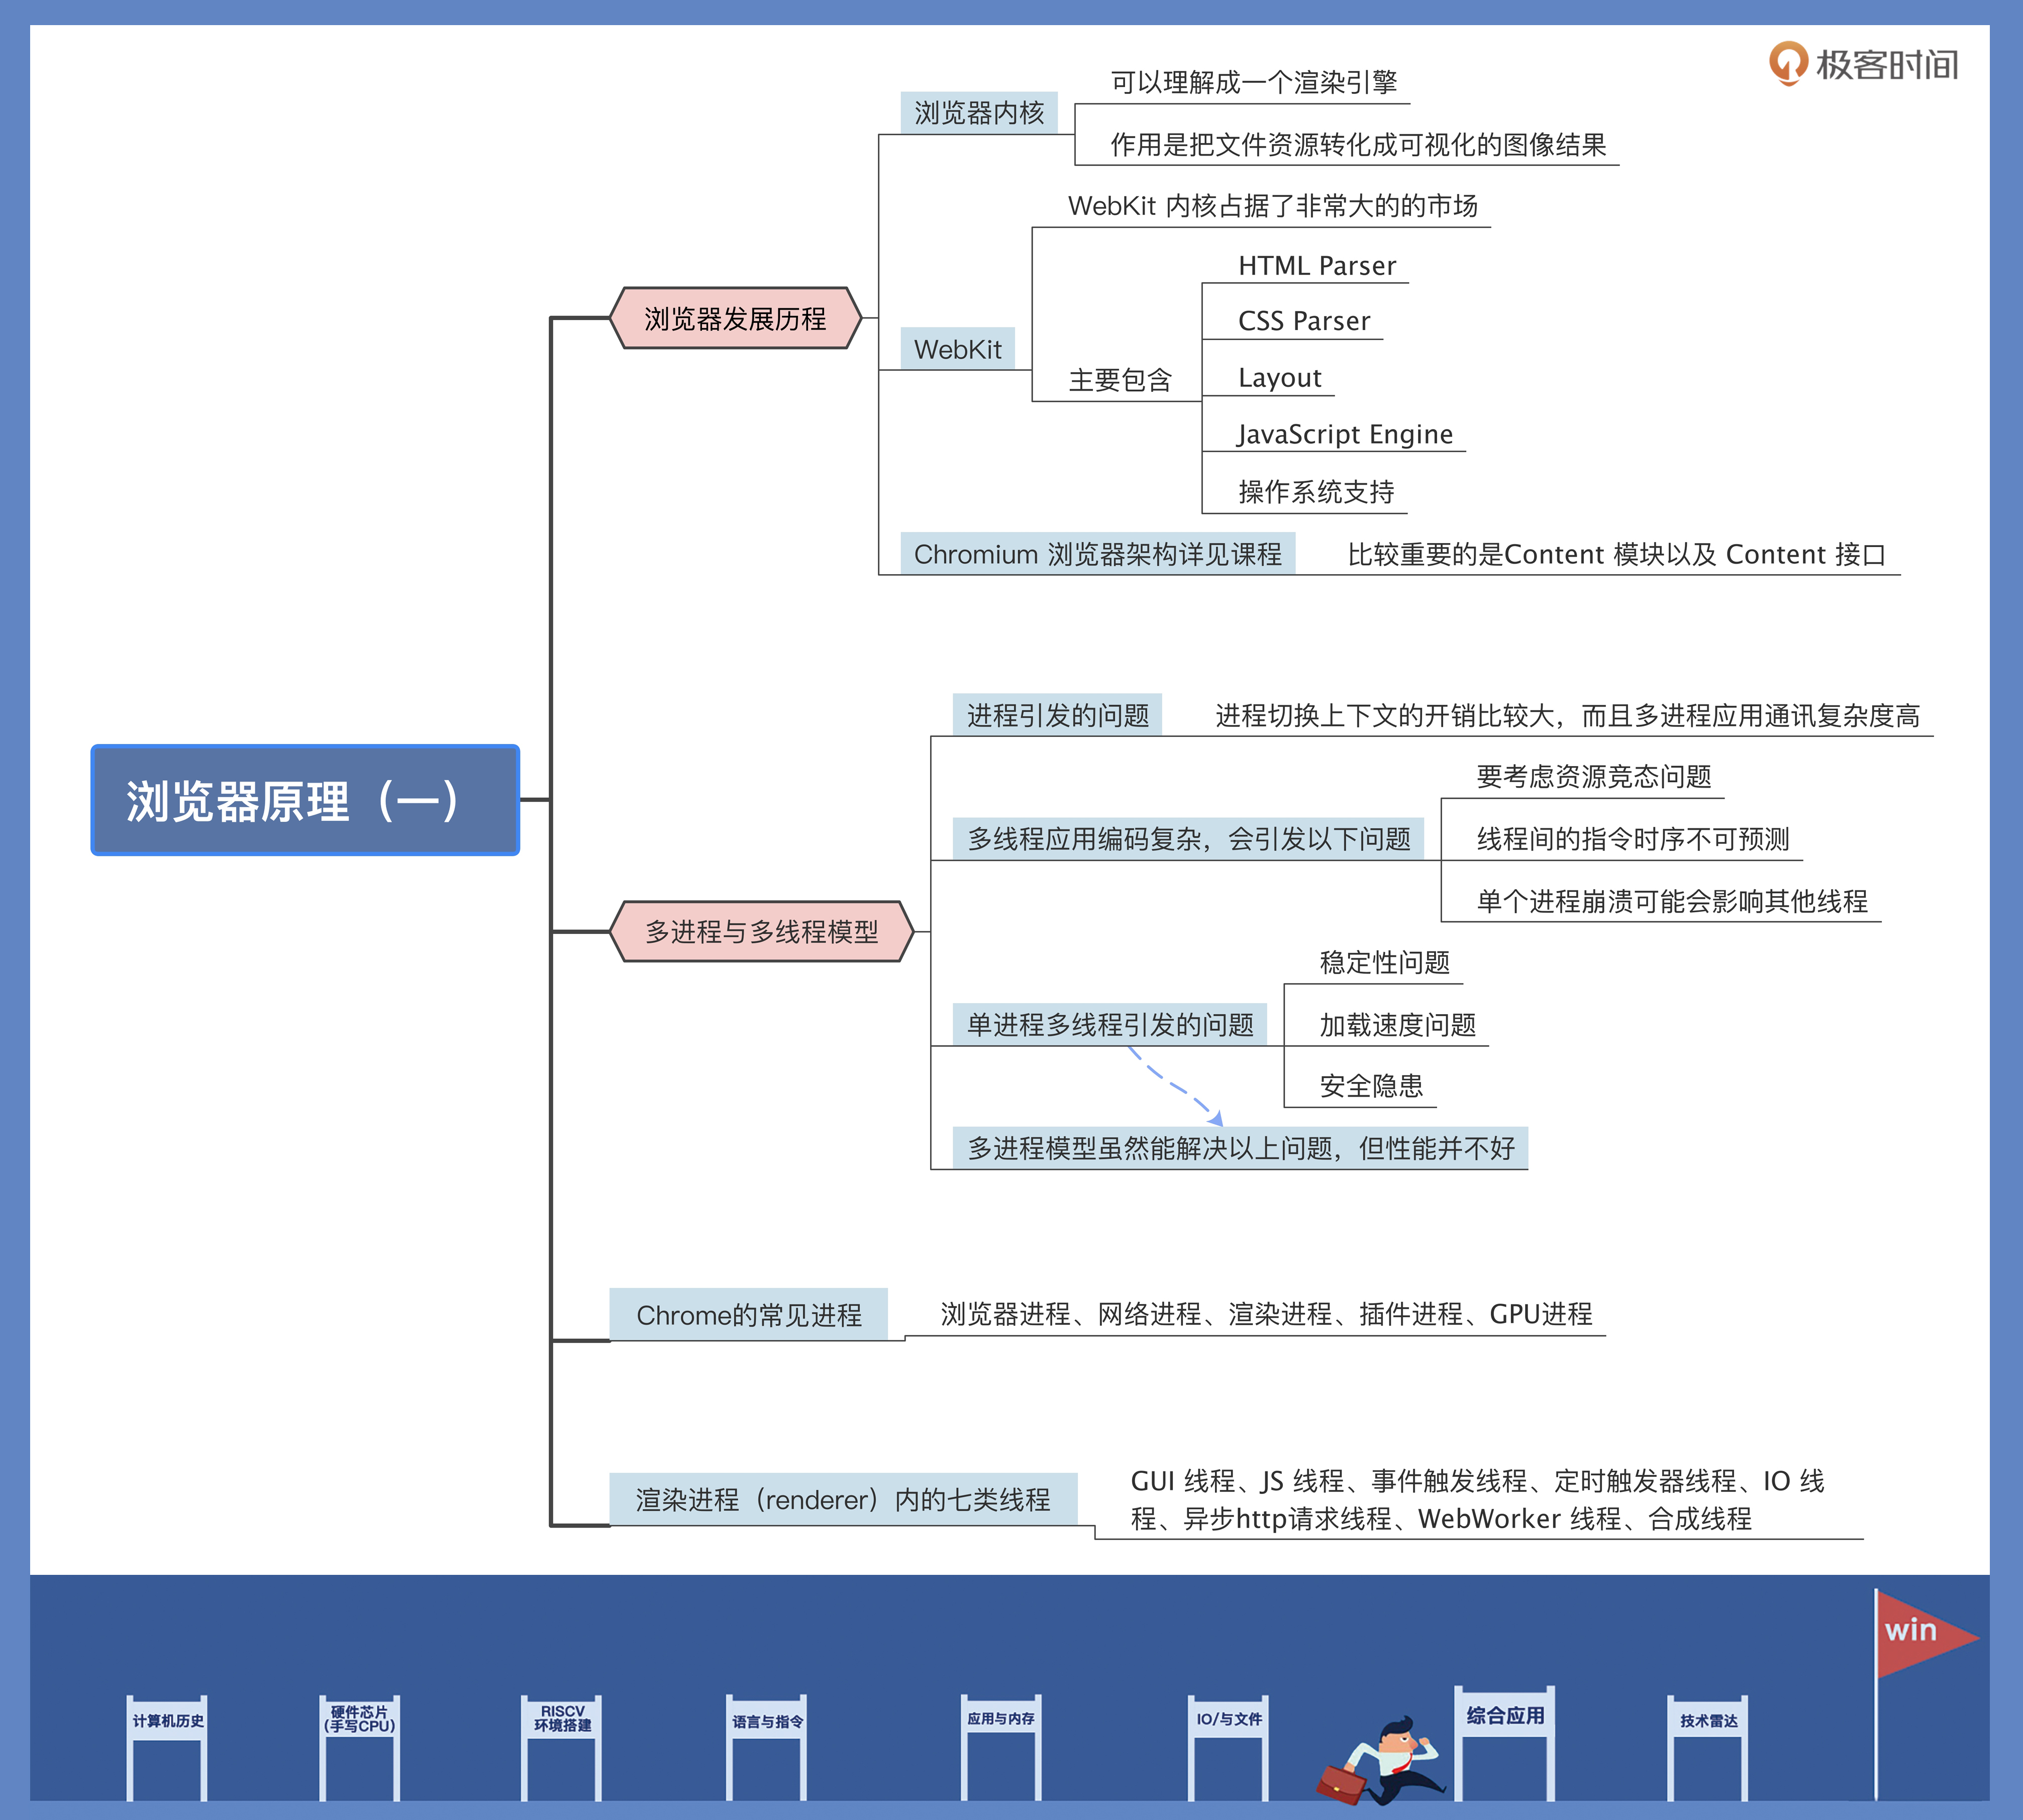 极客时间
浏览器原理（一）
浏览器发展历程
浏览器内核
可以理解成一个渲染引擎
作用是把文件资源转化成可视化的图像结果
WebKit
WebKit 内核占据了非常大的的市场
主要包含
HTML Parser
CSS Parser
Layout
JavaScript Engine
操作系统支持
Chromium 浏览器架构详见课程
比较重要的是Content 模块以及 Content 接口
多进程与多线程模型
进程引发的问题
进程切换上下文的开销比较大，而且多进程应用通讯复杂度高
多线程应用编码复杂，会引发以下问题
要考虑资源竞态问题
线程间的指令时序不可预测
单个进程崩溃可能会影响其他线程
单进程多线程引发的问题
稳定性问题
加载速度问题
安全隐患
多进程模型虽然能解决以上问题，但性能并不好
Chrome的常见进程
浏览器进程、网络进程、渲染进程、插件进程、GPU进程
渲染进程（renderer）内的七类线程
GUI 线程、JS 线程、事件触发线程、定时触发器线程、IO 线
程、异步http请求线程、WebWorker 线程、合成线程
win
计算机历史
硬件芯片
(手写CPU)
RISCV
环境搭建
语言与指令
应用与内存
IO/与文件
综合应用
技术雷达